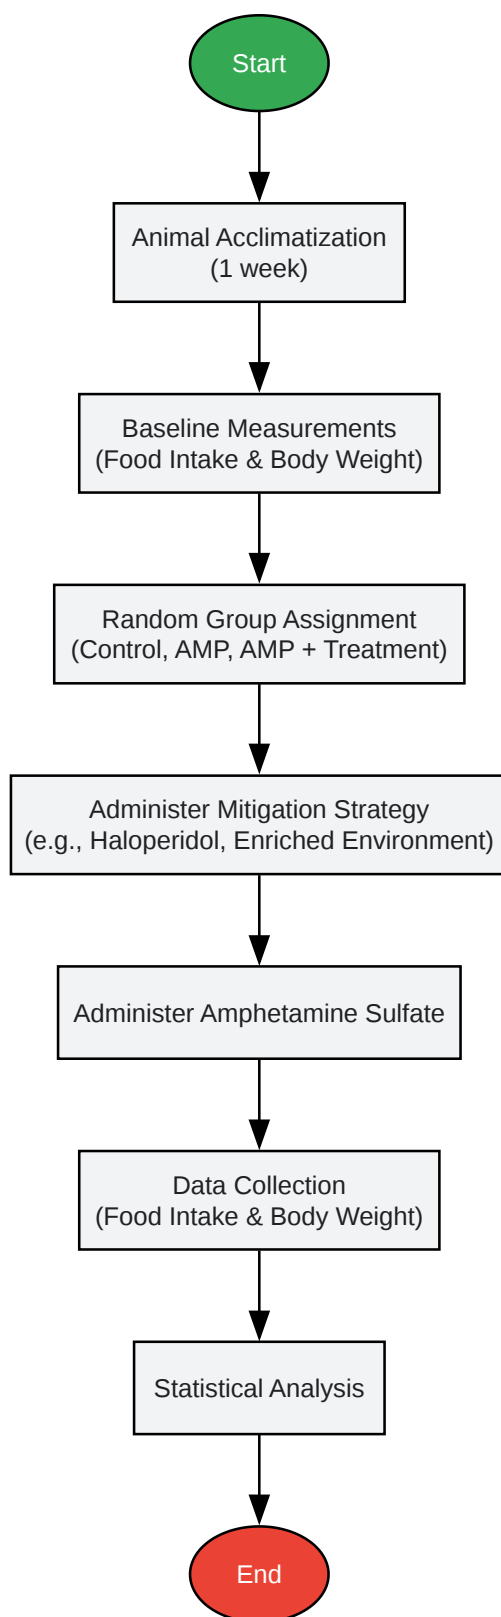 Start
Animal Acclimatization
(1 week)
Baseline Measurements
(Food Intake & Body Weight)
Random Group Assignment
(Control, AMP, AMP + Treatment)
Administer Mitigation Strategy
(e.g., Haloperidol, Enriched Environment)
Administer Amphetamine Sulfate
Data Collection
(Food Intake & Body Weight)
Statistical Analysis
End